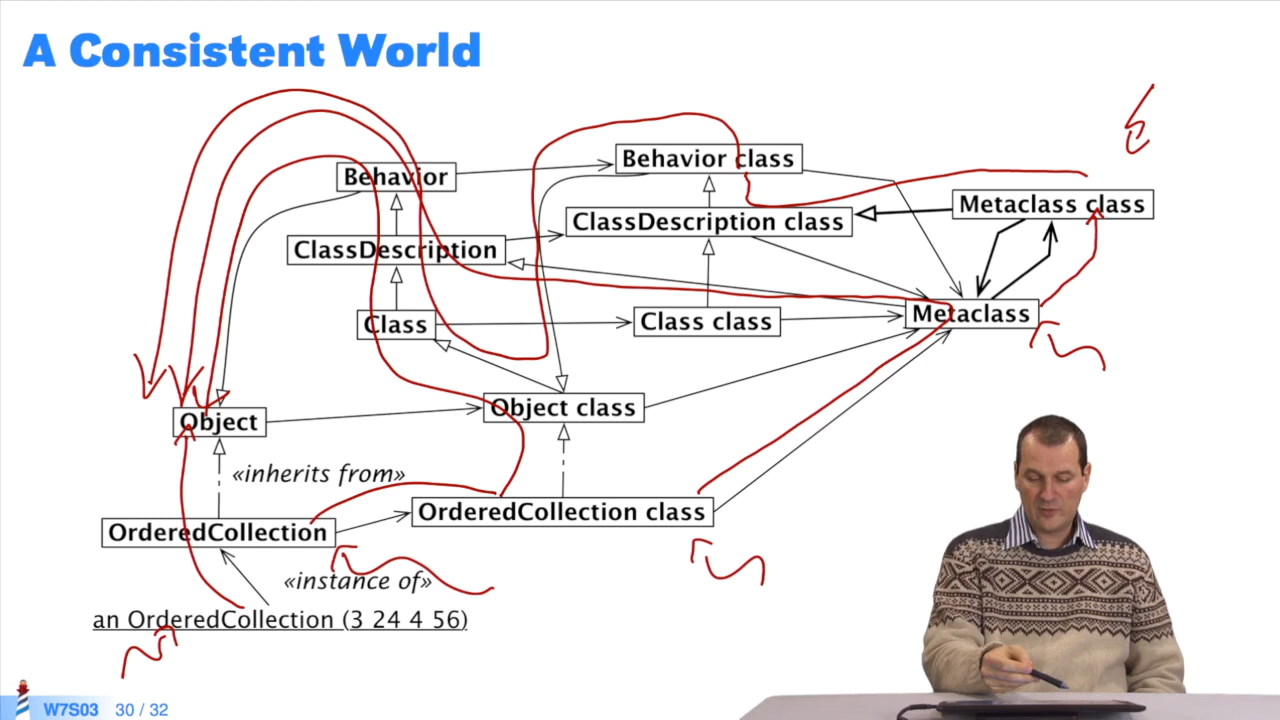 A Consistent World
Behavior class
Behavior
Metaclass class
ClassDescription class
ClassDescription
Metaclass
Class class
Class
Object class
Object
«inherits from»
OrderedCollection class
OrderedCollection
«instance of»
an OrderedCollection (3 24 4 56)
W7S03 30 / 32